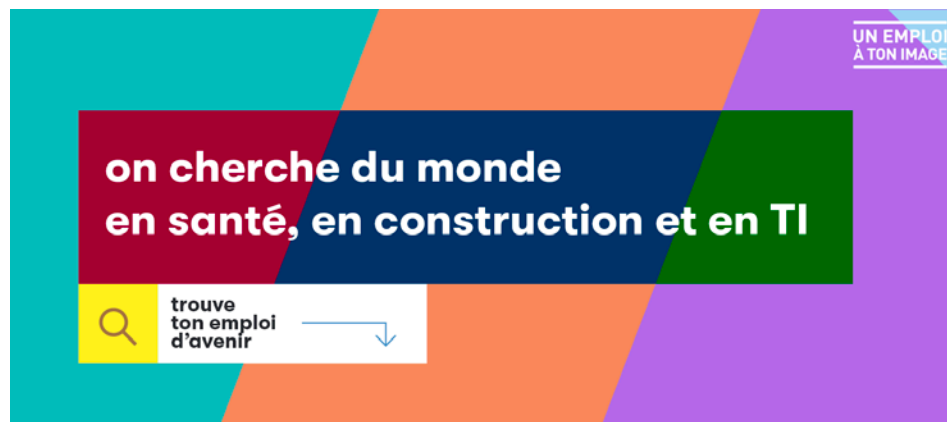 UN EMPLOI
À TON IMAGE
on cherche du monde
en santé, en construction et en TI
trouve
ton emploi
d'avenir